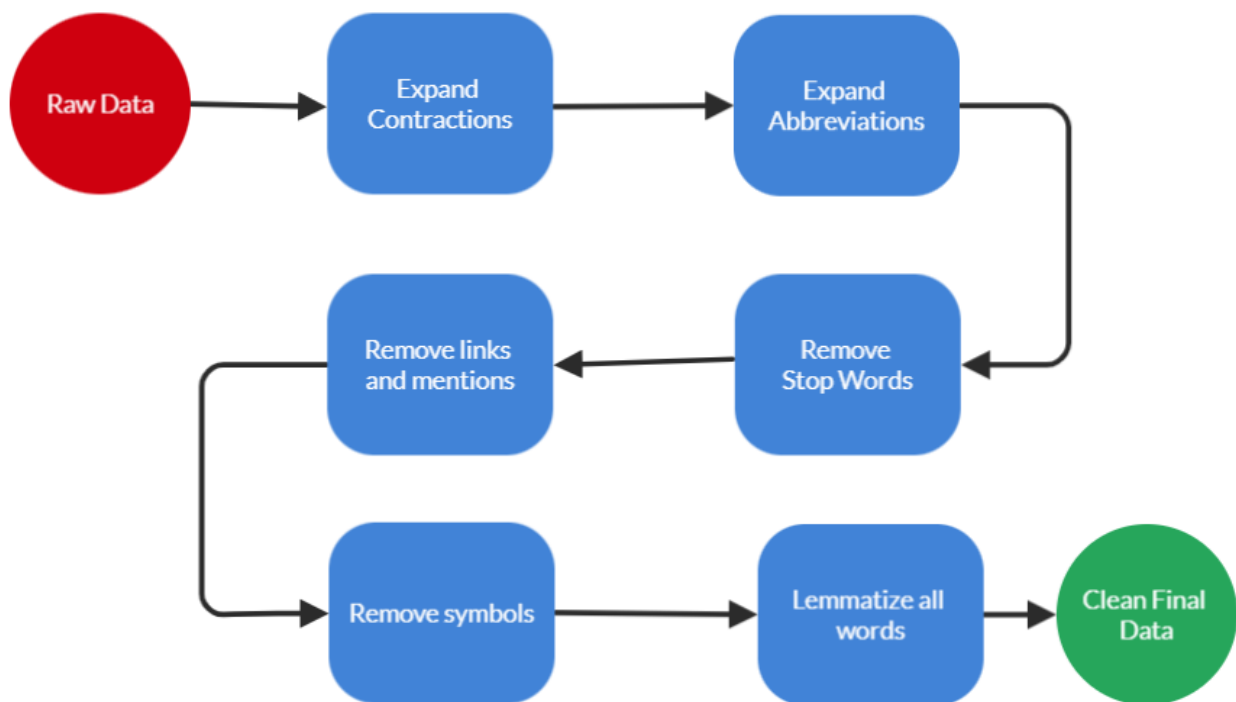 Raw Data
Expand
Contractions
Expand
Abbreviations
Remove
Stop Words
Remove links
and mentions
Remove symbols
Lemmatize all
words
Clean Final
Data